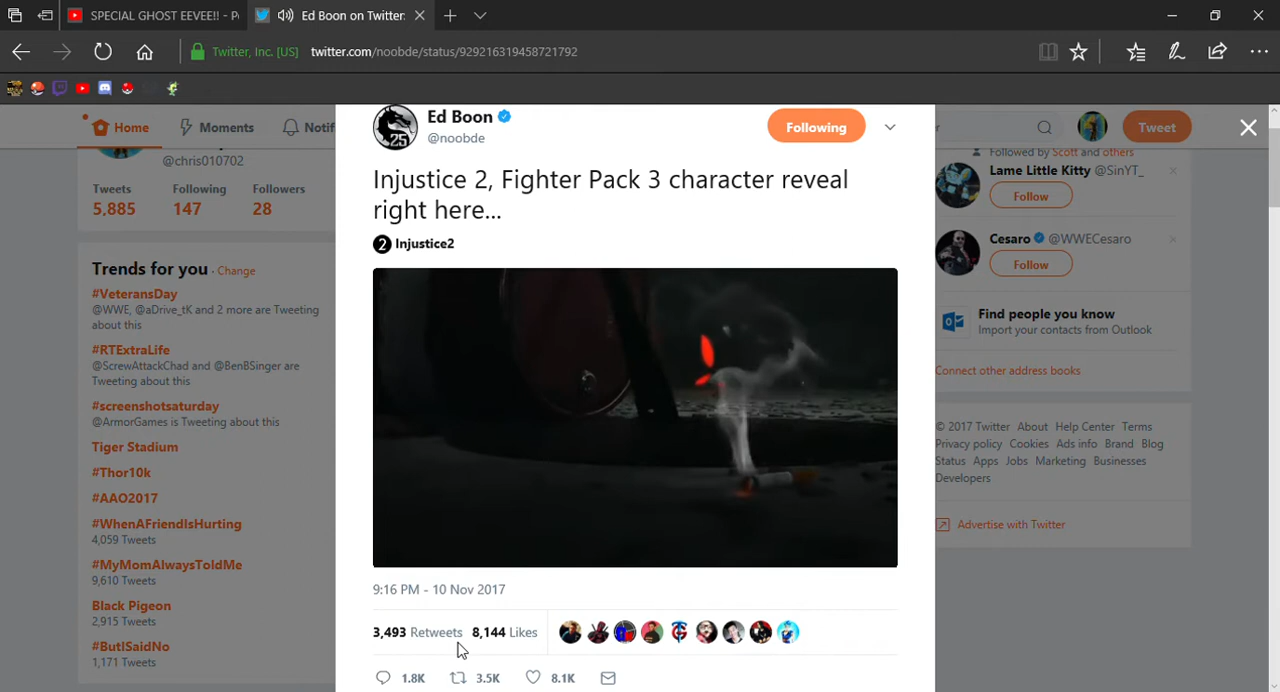 SPECIAL GHOST EEVEE!! - P
Ed Boon on Twitter:
Twitter, Inc. [US]
twitter.com/noobde/status/929216319458721792
Home
Moments
Notif
Tweet
@chris010702
Tweets
Following
Followers
5,885
147
28
Trends for you · Change
#VeteransDay
@WWE, @aDrive_tK and 2 more are Tweeting
about this
#RTExtraLife
@ScrewAttackChad and @BenBSinger are
Tweeting about this
#screenshotsaturday
@ArmorGames is Tweeting about this
Tiger Stadium
#Thor10k
#AAO2017
#WhenAFriendIsHurting
4,059 Tweets
#MyMomAlwaysToldMe
9,610 Tweets
Black Pigeon
2,915 Tweets
#ButISaidNo
1,171 Tweets
Ed Boon
@noobde
25
Following
Injustice 2, Fighter Pack 3 character reveal
right here...
2 Injustice2
9:16 PM - 10 Nov 2017
3,493 Retweets 8,144 Likes
1.8K
3.5K
8.1K
Followed by Scott and others
Lame Little Kitty @SinYT_
Follow
Cesaro @WWECesaro
Follow
Find people you know
Import your contacts from Outlook
Connect other address books
© 2017 Twitter About Help Center Terms
Privacy policy Cookies Ads info Brand Blog
Status Apps Jobs Marketing Businesses
Developers
Advertise with Twitter